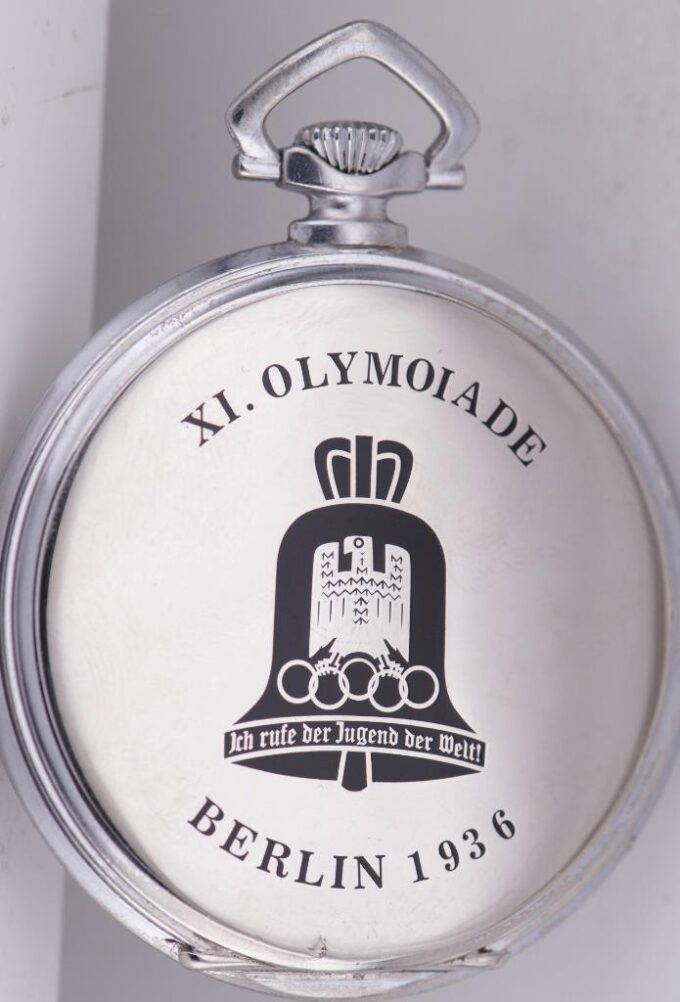 XI. OLYMOIADE
Ich rufe der Jugend der Welt!
BERLIN 1936